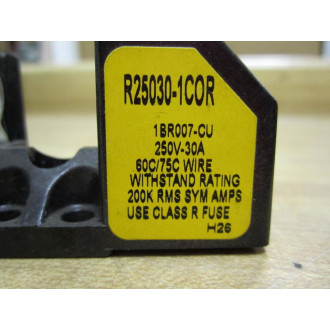 R25030-1COR
1BR007-CU
250V-30A
60C/75C WIRE
WITHSTAND RATING
200K RMS SYM AMPS
USE CLASS R FUSE
H26